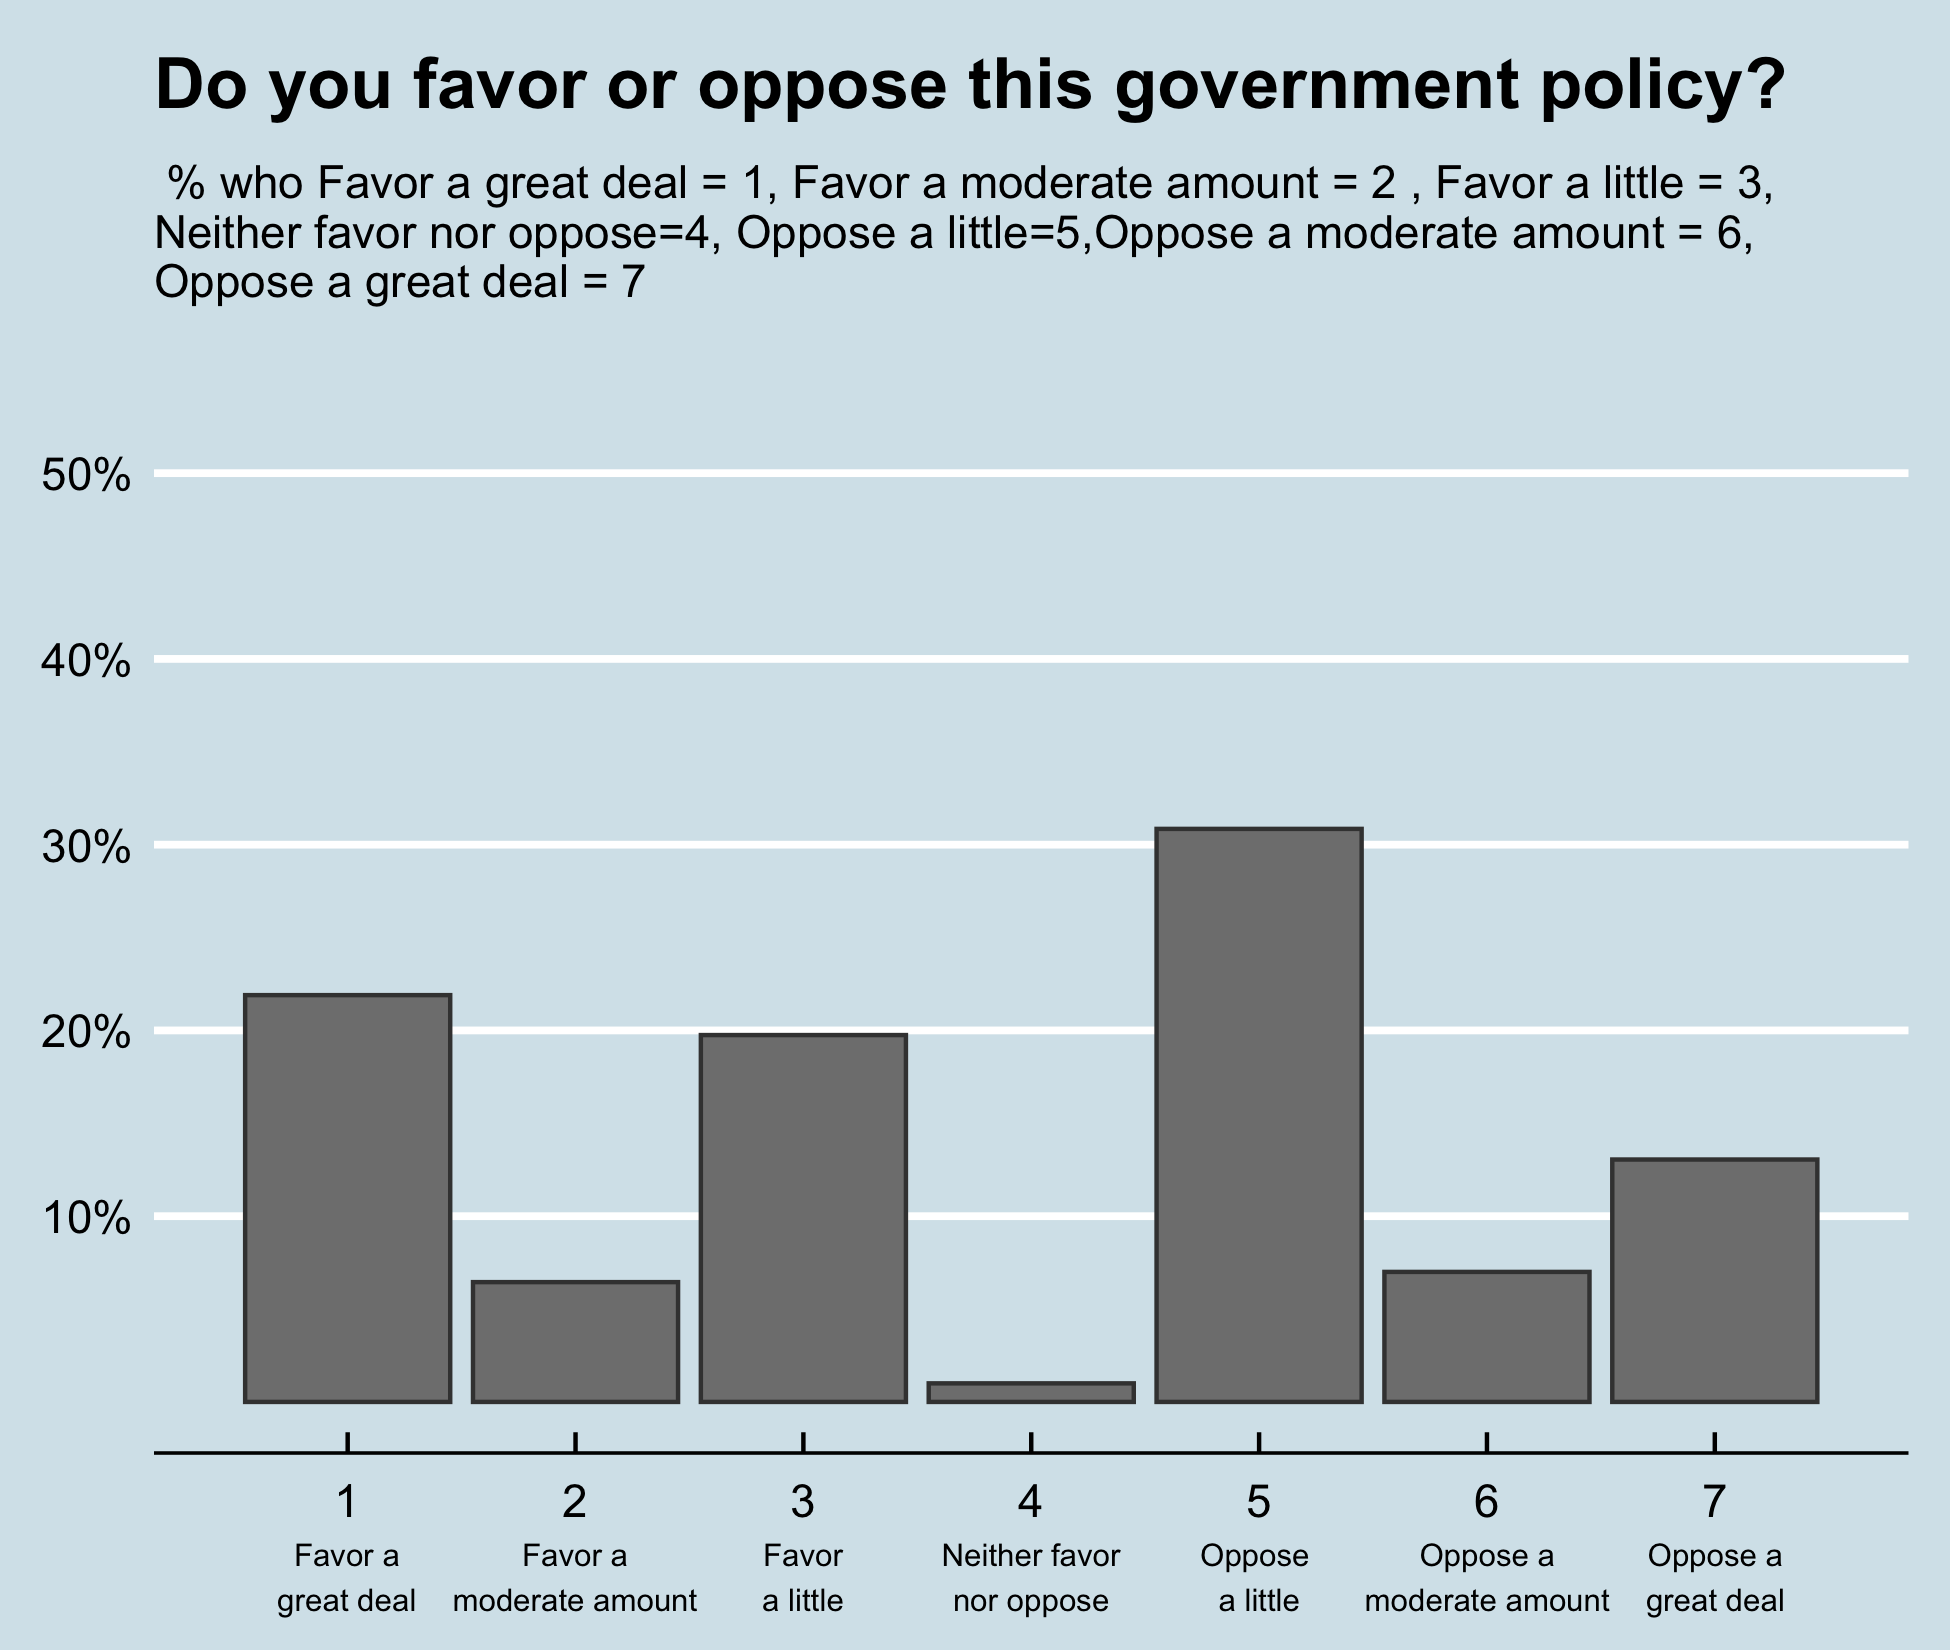 Do you favor or oppose this government policy?
% who Favor a great deal = 1, Favor a moderate amount = 2 , Favor a little = 3,
Neither favor nor oppose=4, Oppose a little=5,Oppose a moderate amount = 6,
Oppose a great deal = 7
50%
40%
30%
20%
10%
1 2 3 4 5 6 7
Favor a Favor a Favor Neither favor Oppose Oppose a Oppose a
great deal moderate amount a little nor oppose a little moderate amount great deal